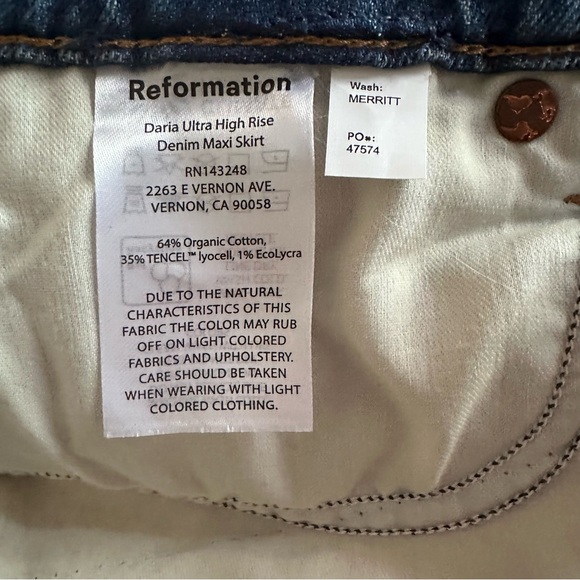 Reformation
Daria Ultra High Rise
Denim Maxi Skirt
RN143248
2263 E VERNON AVE.
VERNON, CA 90058
64% Organic Cotton,
35% TENCEL™ lyocell, 1% EcoLycra
DUE TO THE NATURAL
CHARACTERISTICS OF THIS
FABRIC THE COLOR MAY RUB
OFF ON LIGHT COLORED
FABRICS AND UPHOLSTERY.
CARE SHOULD BE TAKEN
WHEN WEARING WITH LIGHT
COLORED CLOTHING.
Wash:
MERRITT
PO#:
47574